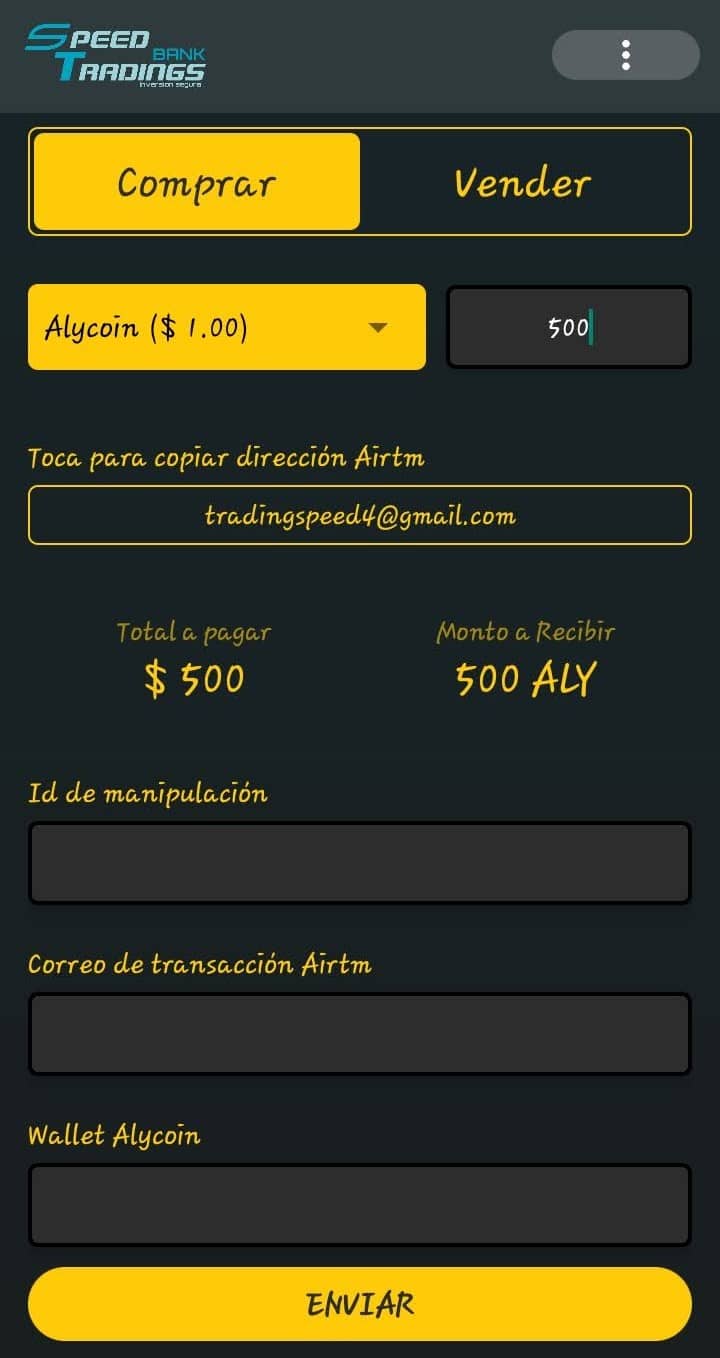 SPEED
BANK
TRADINGS
inversion segura
Comprar
Vender
Alycoin ($ 1.00)
500
Toca para copiar dirección Airtm
tradingspeed4@gmail.com
Total a pagar
Monto a Recibir
$ 500
500 ALY
Id de manipulación
Correo de transacción Airtm
Wallet Alycoin
ENVIAR